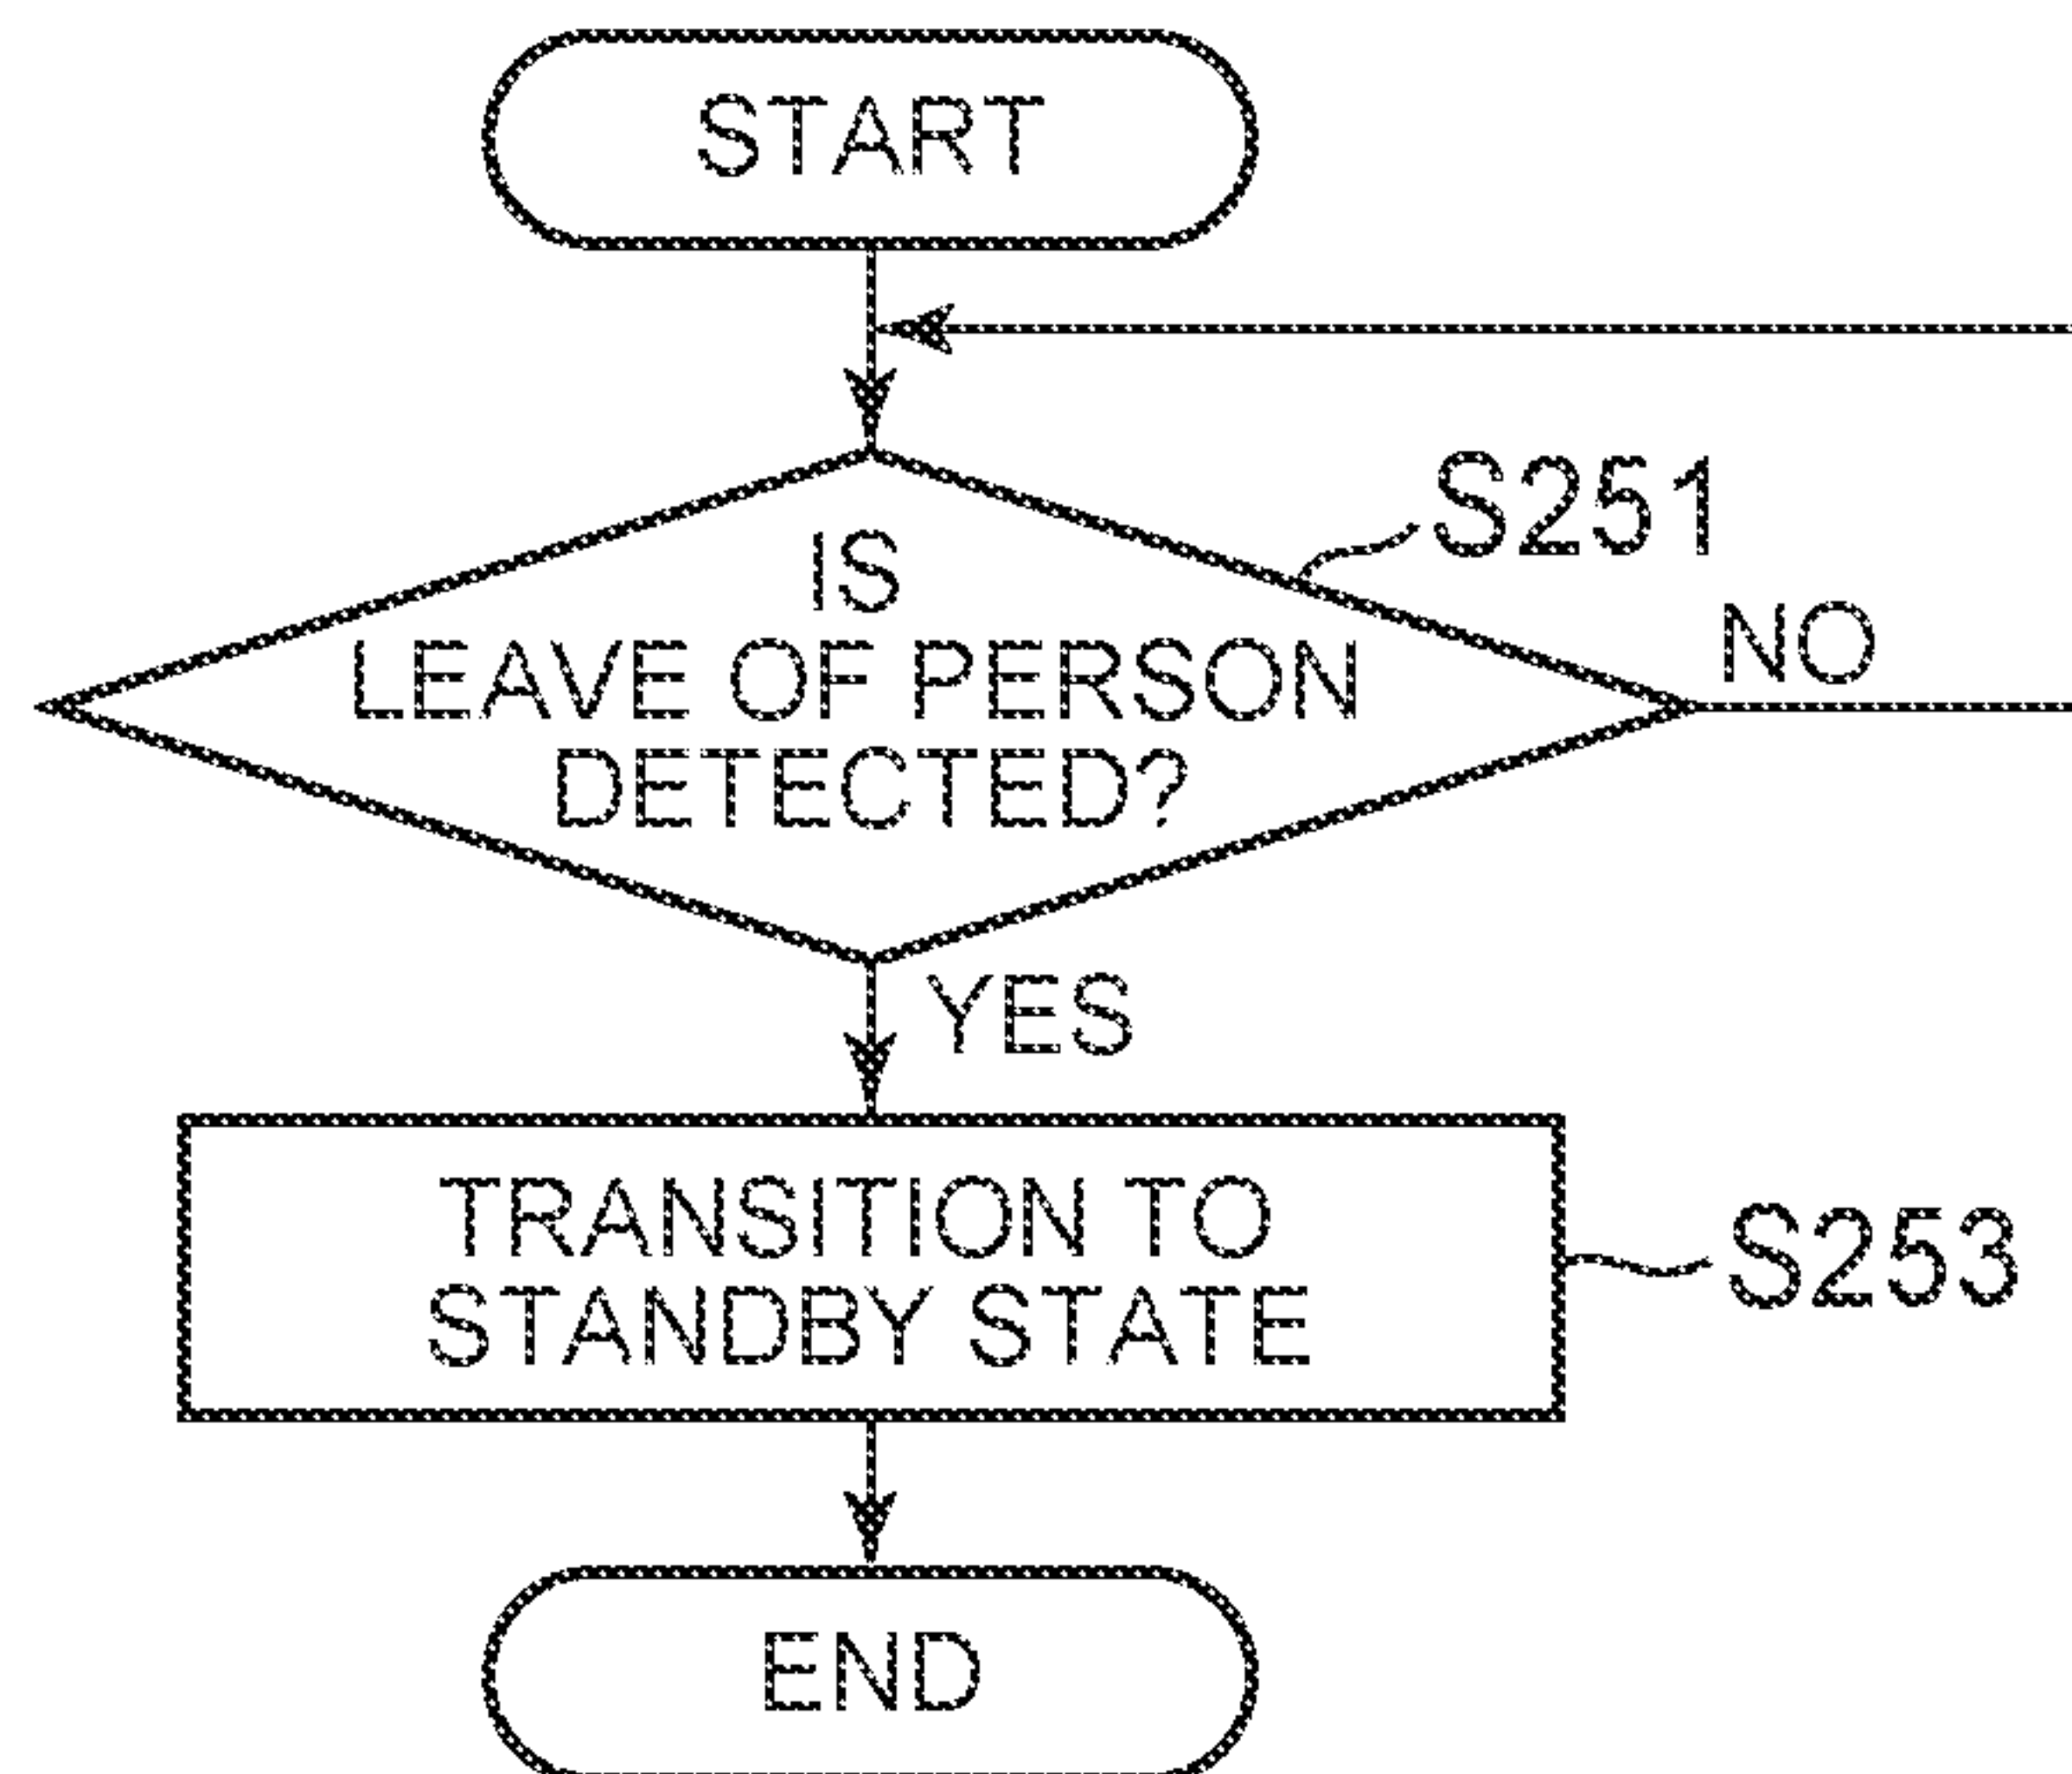 START
S251
IS
LEAVE OF PERSON
DETECTED?
NO
YES
TRANSITION TO
STANDBY STATE
S253
END